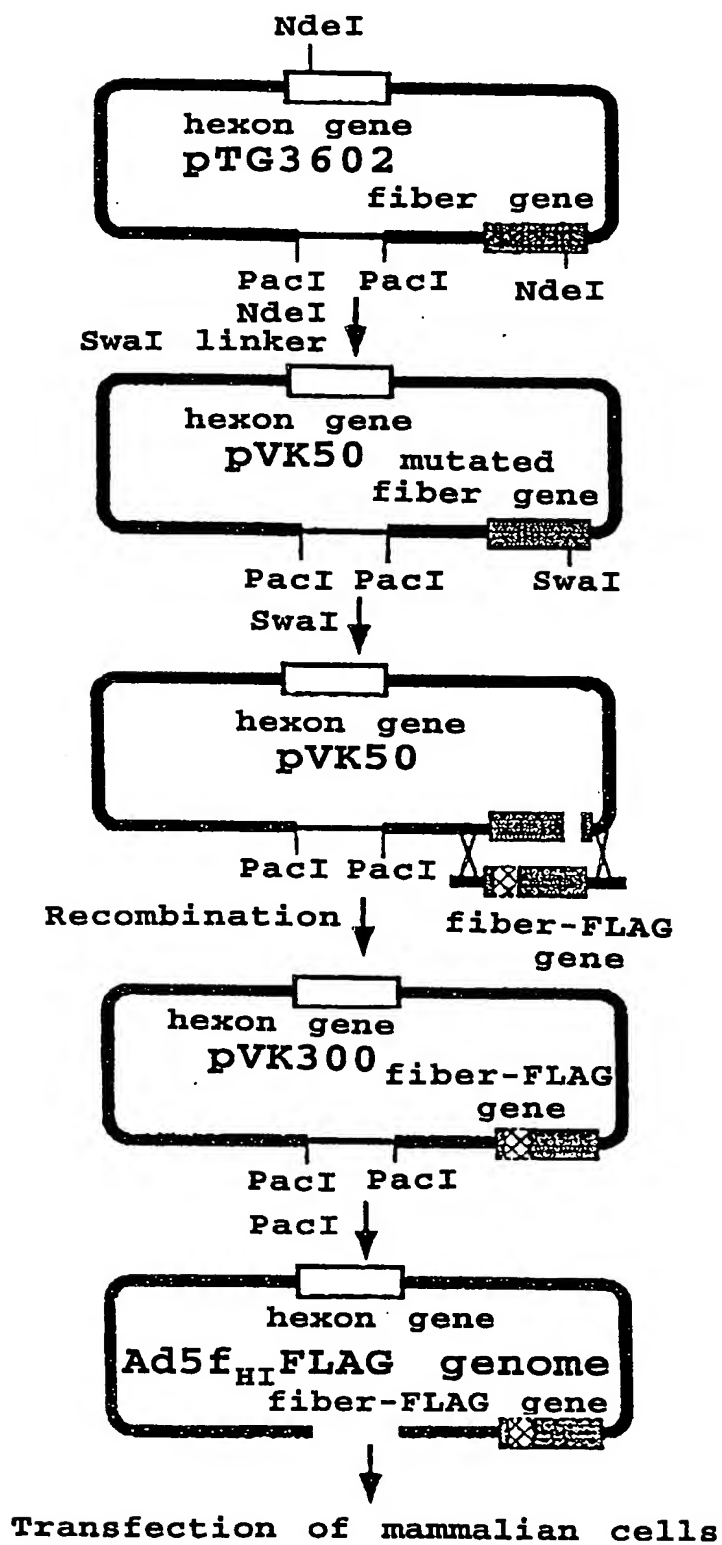 NdeI
hexon gene
pTG3602
fiber gene
PacI PacI
NdeI
NdeI
SwaI linker
hexon gene
pVK50
mutated
fiber gene
PacI PacI
SwaI
SwaI
hexon gene
pVK50
PacI PacI
Recombination
fiber-FLAG
gene
hexon gene
pVK300
fiber-FLAG
gene
PacI PacI
PacI
hexon gene
Ad5fHIFLAG genome
fiber-FLAG gene
Transfection of mammalian cells